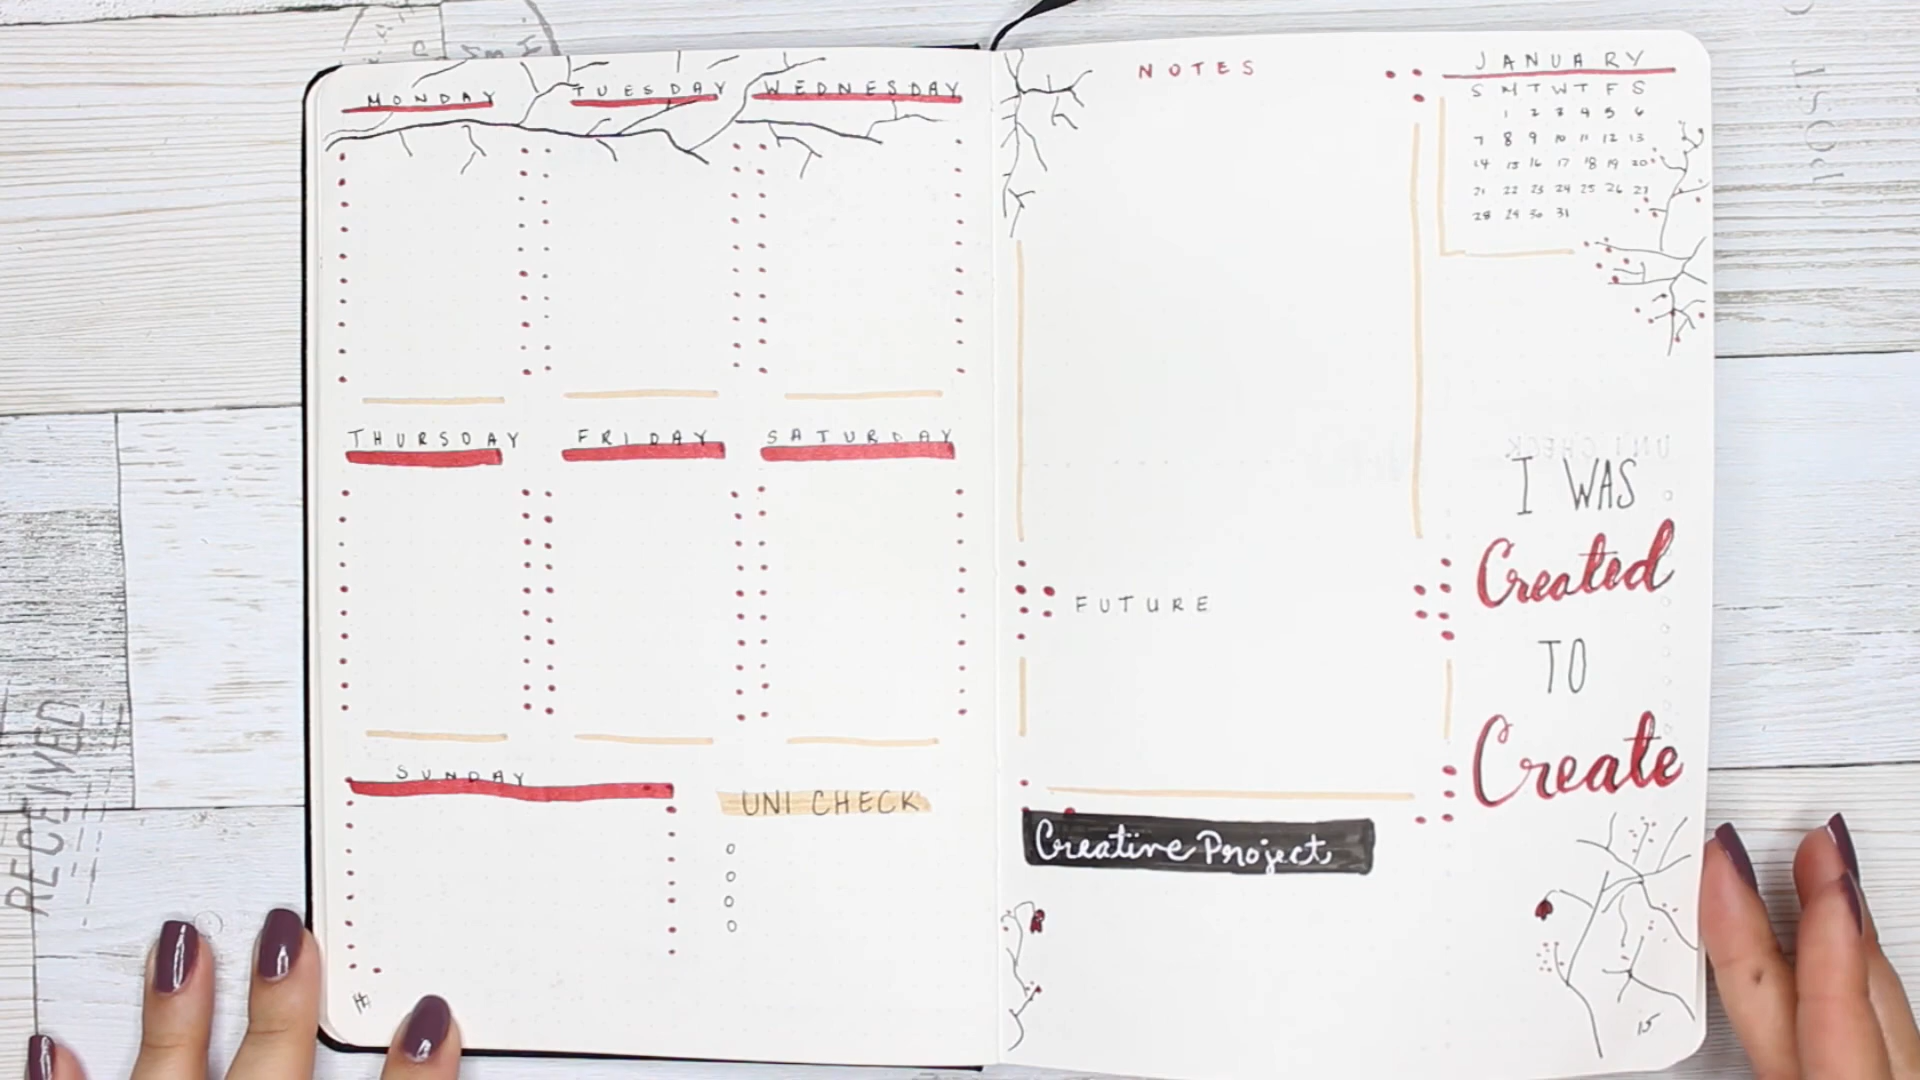 MONDAY TUESDAY WEDNESDAY
THURSDAY FRIDAY SATURDAY
SUNDAY
UNI CHECK
NOTES
FUTURE
Creative Project
JANUARY
S M T W T F S
1 2 3 4 5 6
7 8 9 10 11 12 13
14 15 16 17 18 19 20
21 22 23 24 25 26 27
28 29 30 31
I WAS
Created
TO
Create
15
RECEIVED
POST